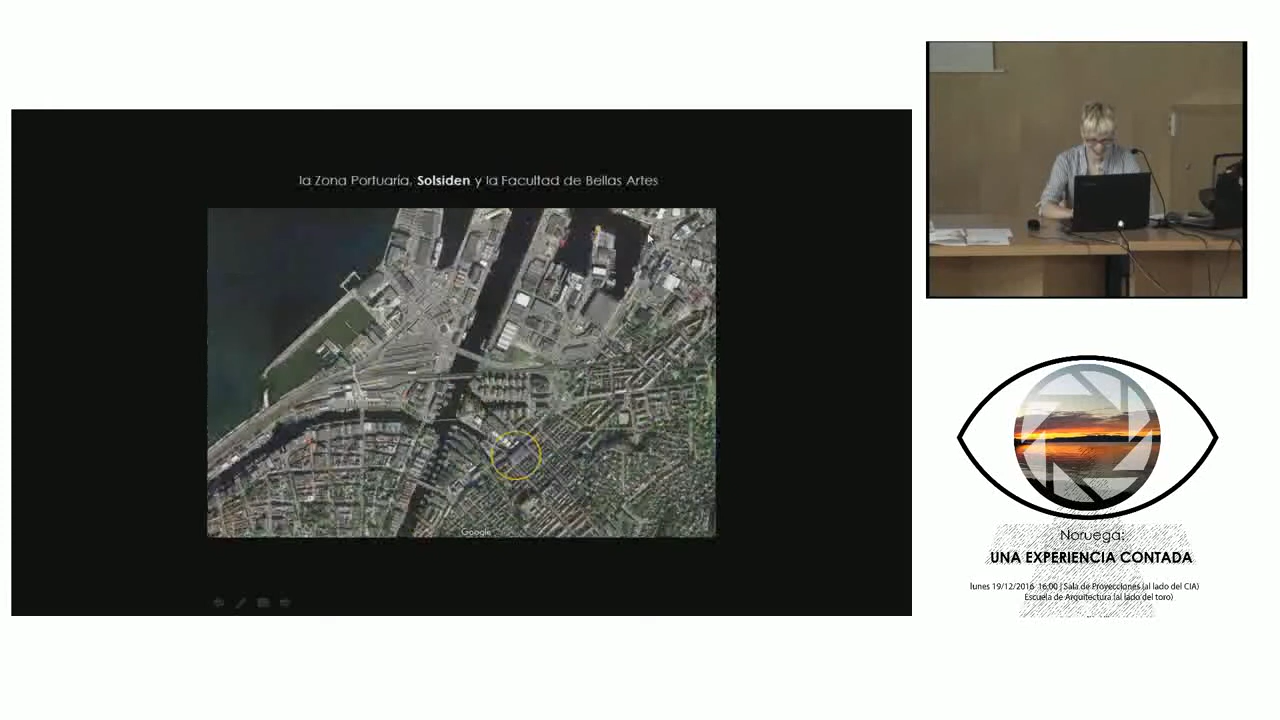 la Zona Portuaría, Solsiden y la Facultad de Bellas Artes
Google
Noruega:
UNA EXPERIENCIA CONTADA
lunes 19/12/2016 16:00 | Sala de Proyecciones (al lado del CIA)
Escuela de Arquitectura (al lado del toro)